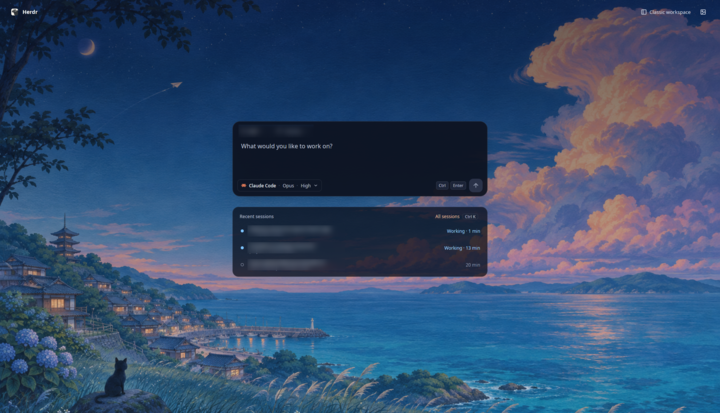 Herdr
Classic workspace
What would you like to work on?
Claude Code Opus High
Ctrl Enter
Recent sessions
All sessions Ctrl K
Working · 1 min
Working · 13 min
20 min